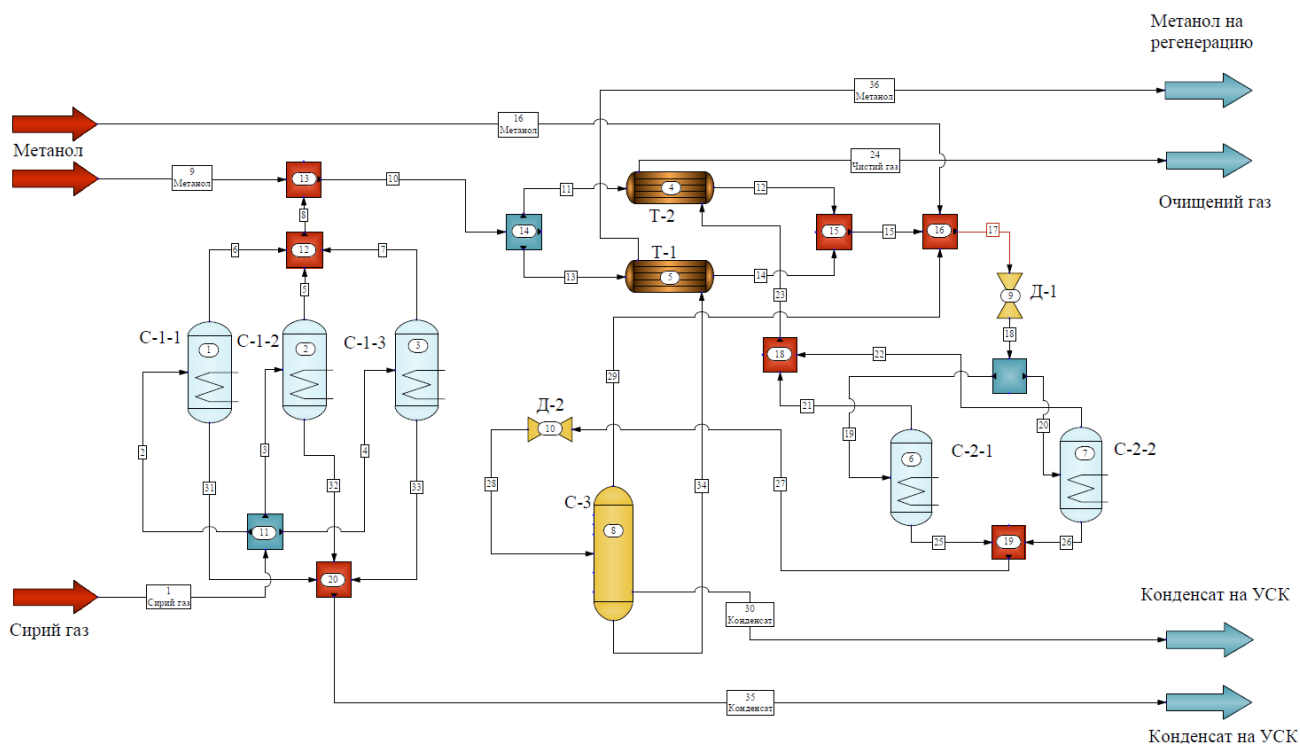 Метанол на
регенерацію
36
Метанол
16
Метанол
24
Чистий газ
Метанол
9
Метанол
13
10
11
4
12
Очищений газ
Т-2
8
14
15
15
16
17
6
12
7
Т-1
13
5
14
5
23
9
Д-1
18
С-1-1
1
С-1-2
2
С-1-3
3
18
22
29
21
Д-2
10
19
20
2
3
4
С-2-1
6
С-2-2
7
28
34
27
31
32
33
С-3
8
11
25
19
26
20
1
Сирий газ
Сирий газ
30
Конденсат
Конденсат на УСК
35
Конденсат
Конденсат на УСК